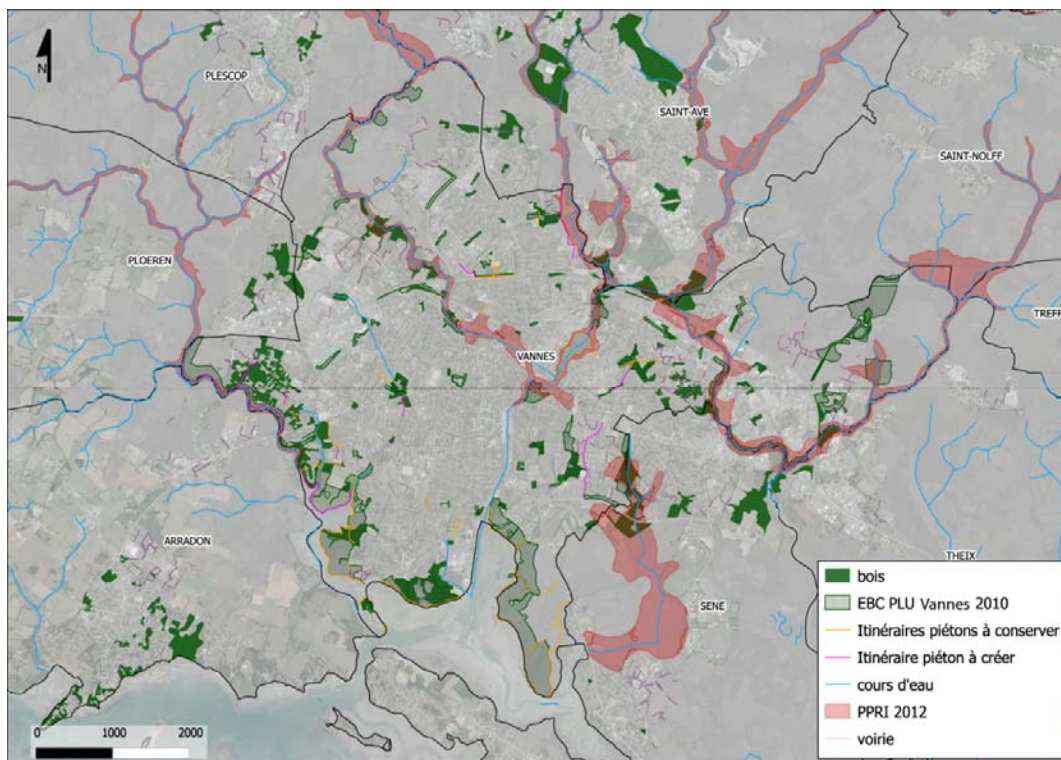 N
PLESCOP
SAINT-AVE
SAINT-NOLFF
PLOEREN
TREFF
VANNES
ARRADON
THEIX
SENE
bois
EBC PLU Vannes 2010
Itinéraires piétons à conserver
Itinéraire piéton à créer
cours d'eau
PPRI 2012
voirie
0 1000 2000